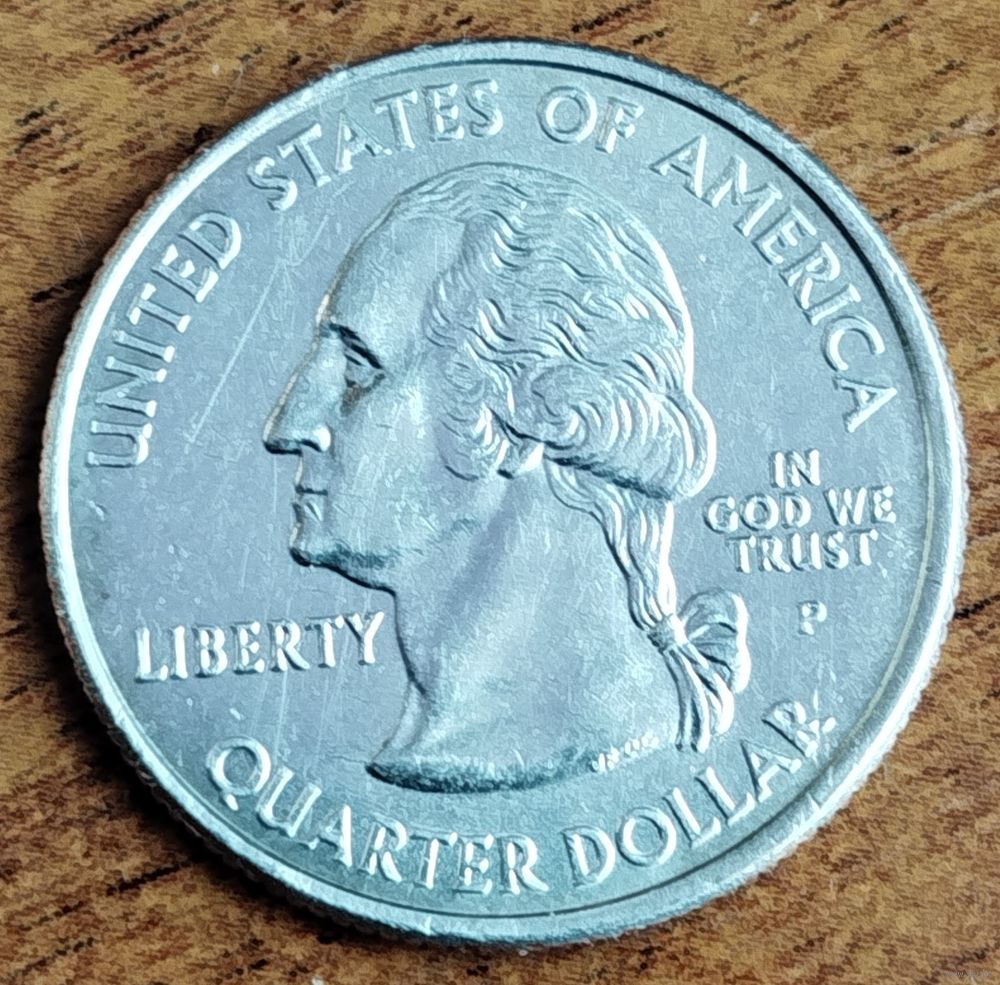 UNITED STATES OF AMERICA
LIBERTY
IN
GOD WE
TRUST
P
QUARTER DOLLAR